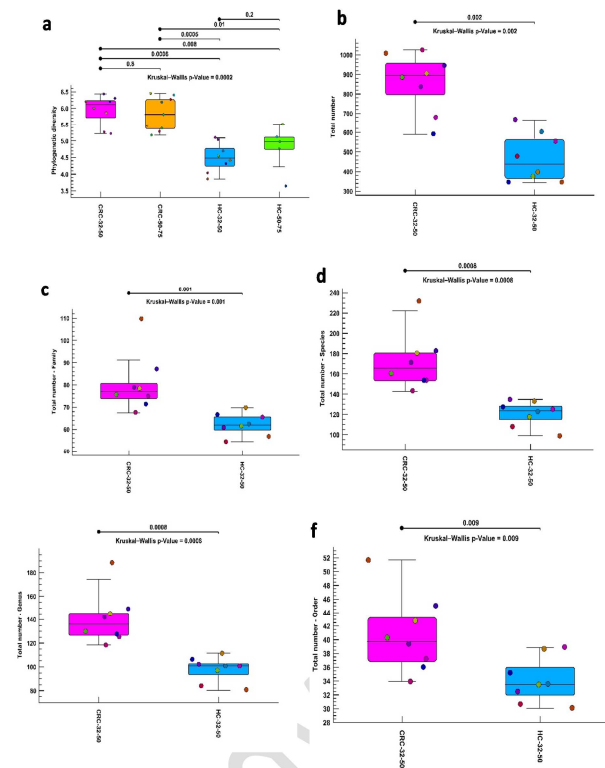 a
0.2
0.01
0.0005
0.008
0.0006
0.8
Kruskal-Wallis p-Value = 0.0002
Phylogenetic diversity
6.5
6.0
5.5
5.0
4.5
4.0
3.5
CRC-32-50
CRC-50-75
HC-32-50
HC-50-75
b
0.002
Kruskal-Wallis p-Value = 0.002
Total number
1000
900
800
700
600
500
400
300
CRC-32-50
HC-32-50
c
0.001
Kruskal-Wallis p-Value = 0.001
Total number - Family
110
100
90
80
70
60
CRC-32-50
HC-32-50
d
0.0008
Kruskal-Wallis p-Value = 0.0008
Total number - Species
240
220
200
180
160
140
120
100
CRC-32-50
HC-32-50
0.0008
Kruskal-Wallis p-Value = 0.0005
Total number - Genus
180
160
140
120
100
80
CRC-32-50
HC-32-50
f
0.009
Kruskal-Wallis p-Value = 0.009
Total number - Order
52
50
48
46
44
42
40
38
36
34
32
30
28
CRC-32-50
HC-32-50